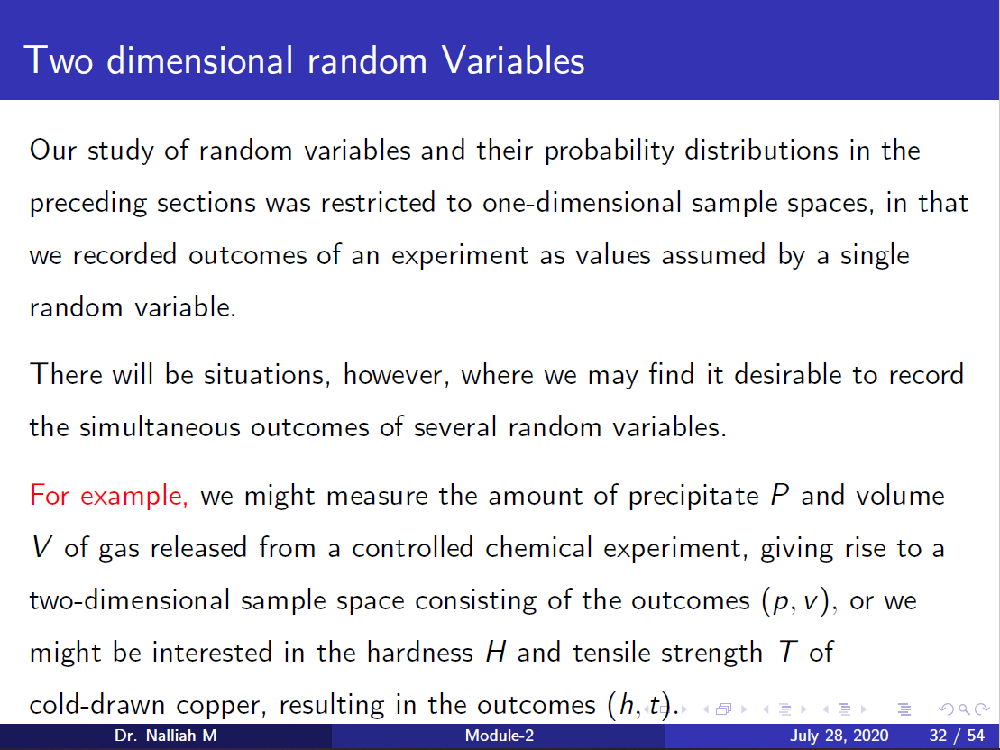 Two dimensional random Variables
Our study of random variables and their probability distributions in the
preceding sections was restricted to one-dimensional sample spaces, in that
we recorded outcomes of an experiment as values assumed by a single
random variable.
There will be situations, however, where we may find it desirable to record
the simultaneous outcomes of several random variables.
For example, we might measure the amount of precipitate P and volume
V of gas released from a controlled chemical experiment, giving rise to a
two-dimensional sample space consisting of the outcomes (p, v), or we
might be interested in the hardness H and tensile strength T of
cold-drawn copper, resulting in the outcomes (h, t).
Dr. Nalliah M Module-2 July 28, 2020 32 / 54